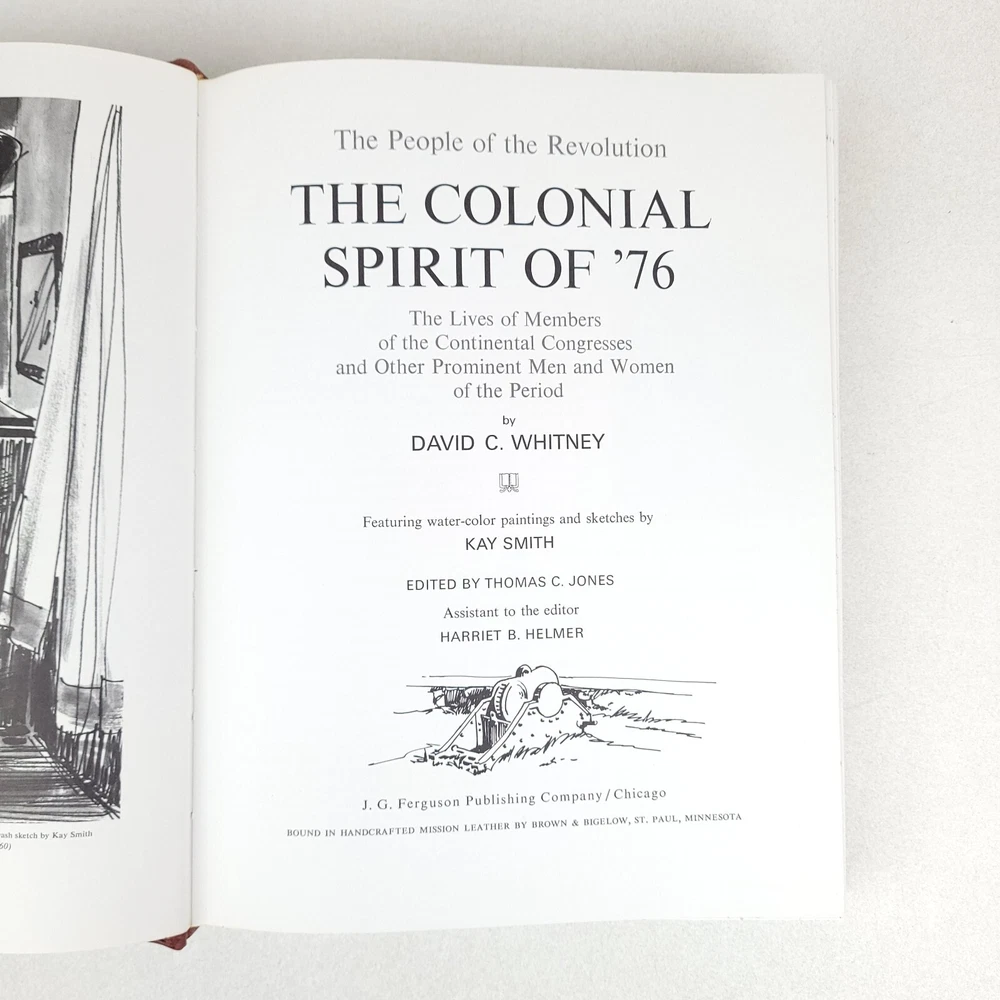 The People of the Revolution
THE COLONIAL
SPIRIT OF ’76
The Lives of Members
of the Continental Congresses
and Other Prominent Men and Women
of the Period
by
DAVID C. WHITNEY
Featuring water-color paintings and sketches by
KAY SMITH
EDITED BY THOMAS C. JONES
Assistant to the editor
HARRIET B. HELMER
J. G. Ferguson Publishing Company/Chicago
BOUND IN HANDCRAFTED MISSION LEATHER BY BROWN & BIGELOW, ST. PAUL, MINNESOTA
sketch by Kay Smith
60)